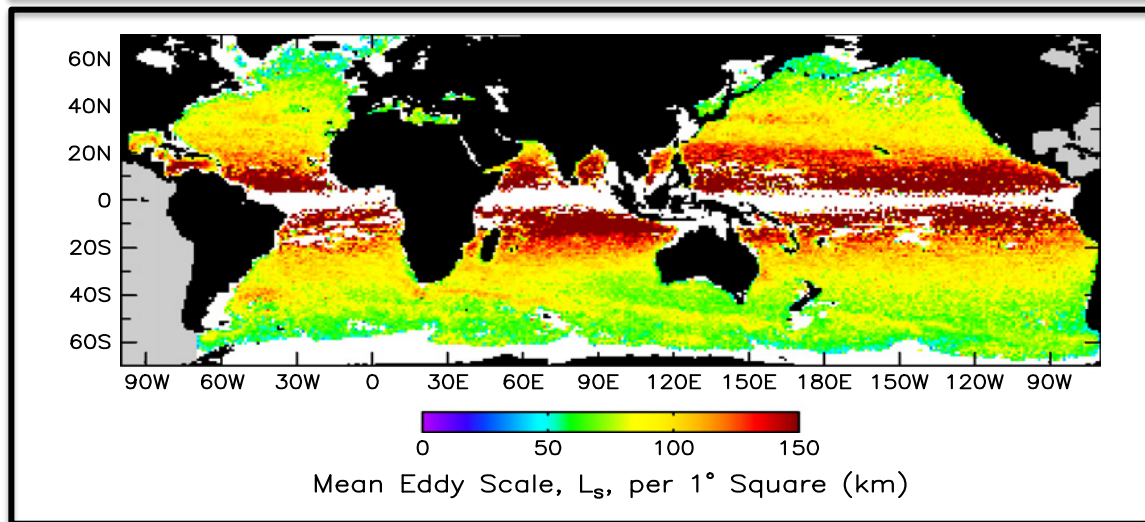 60N
40N
20N
0
20S
40S
60S
90W 60W 30W 0 30E 60E 90E 120E 150E 180E 150W 120W 90W
0 50 100 150
Mean Eddy Scale, Ls, per 1° Square (km)